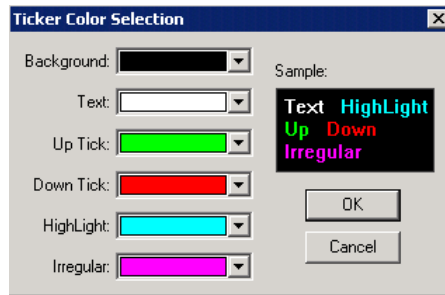 Ticker Color Selection
Background:
Text:
Up Tick:
Down Tick:
HighLight:
Irregular:
Sample:
Text HighLight
Up Down
Irregular
OK
Cancel